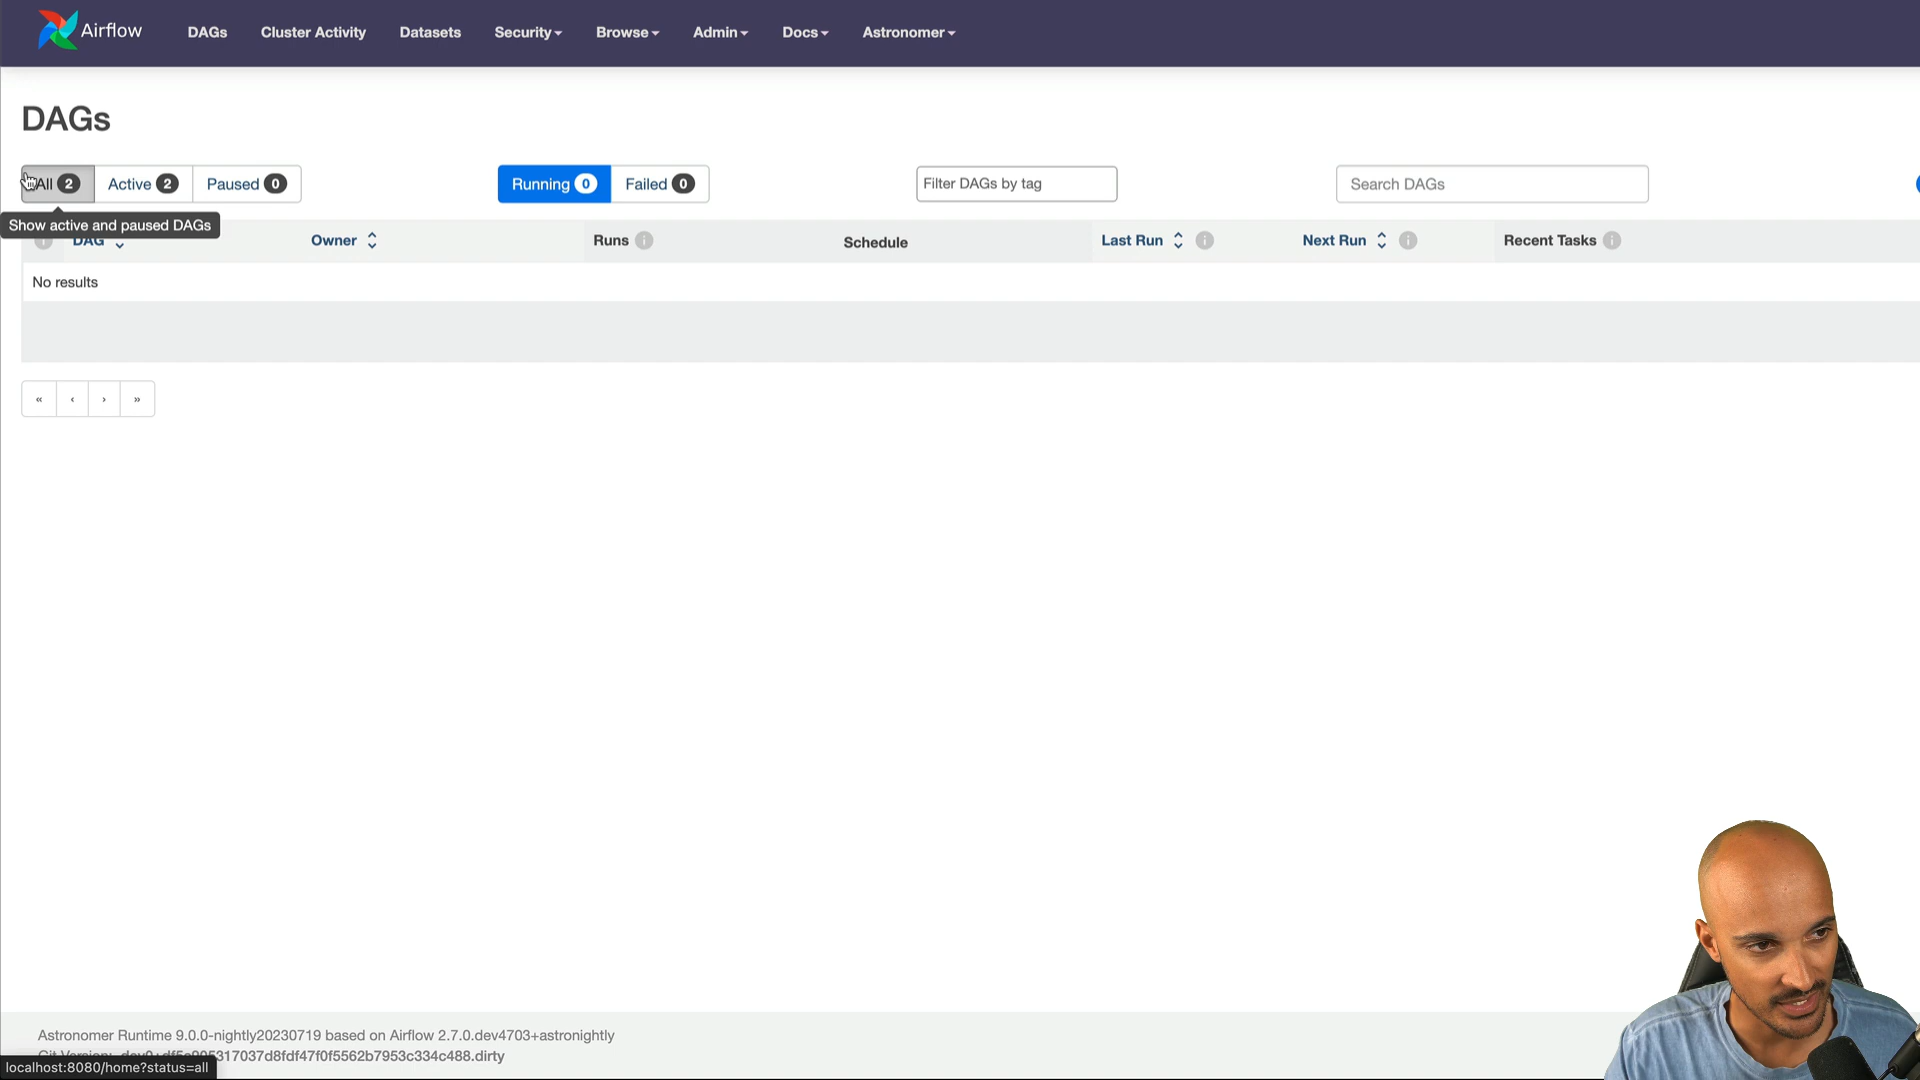 Airflow DAGs Cluster Activity Datasets Security Browse Admin Docs Astronomer
DAGs
All 2 Active 2 Paused 0 Running 0 Failed 0 Filter DAGs by tag Search DAGs
Show active and paused DAGs
DAG Owner Runs Schedule Last Run Next Run Recent Tasks
No results
« ‹ › »
Astronomer Runtime 9.0.0-nightly20230719 based on Airflow 2.7.0.dev4703+astronightly
Git Version:
localhost:8080/home?status=all